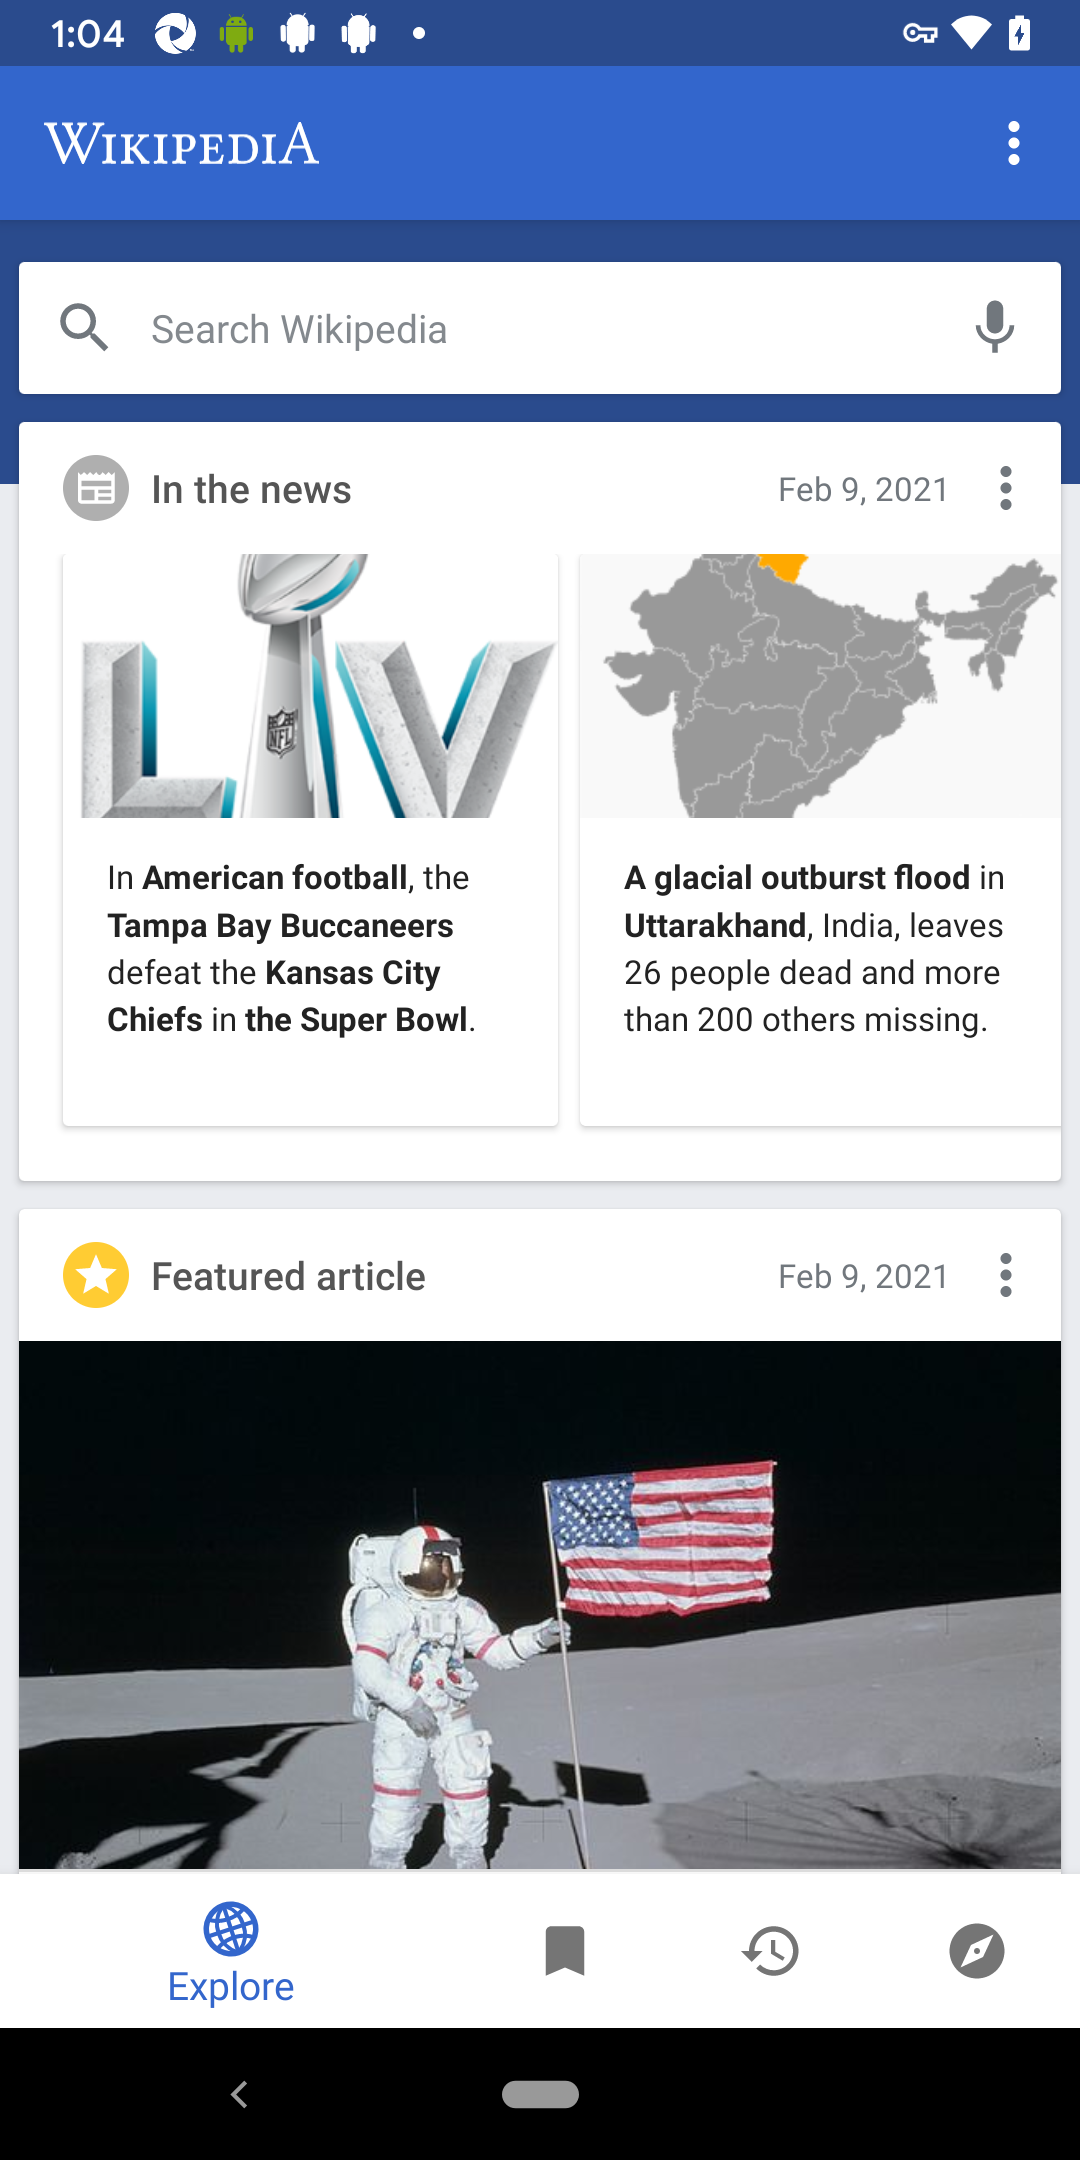 1:04
WIKIPEDIA
Search Wikipedia
In the news
Feb 9, 2021
LIV
NFL
In American football, the
Tampa Bay Buccaneers
defeat the Kansas City
Chiefs in the Super Bowl.
A glacial outburst flood in
Uttarakhand, India, leaves
26 people dead and more
than 200 others missing.
Featured article
Feb 9, 2021
Explore